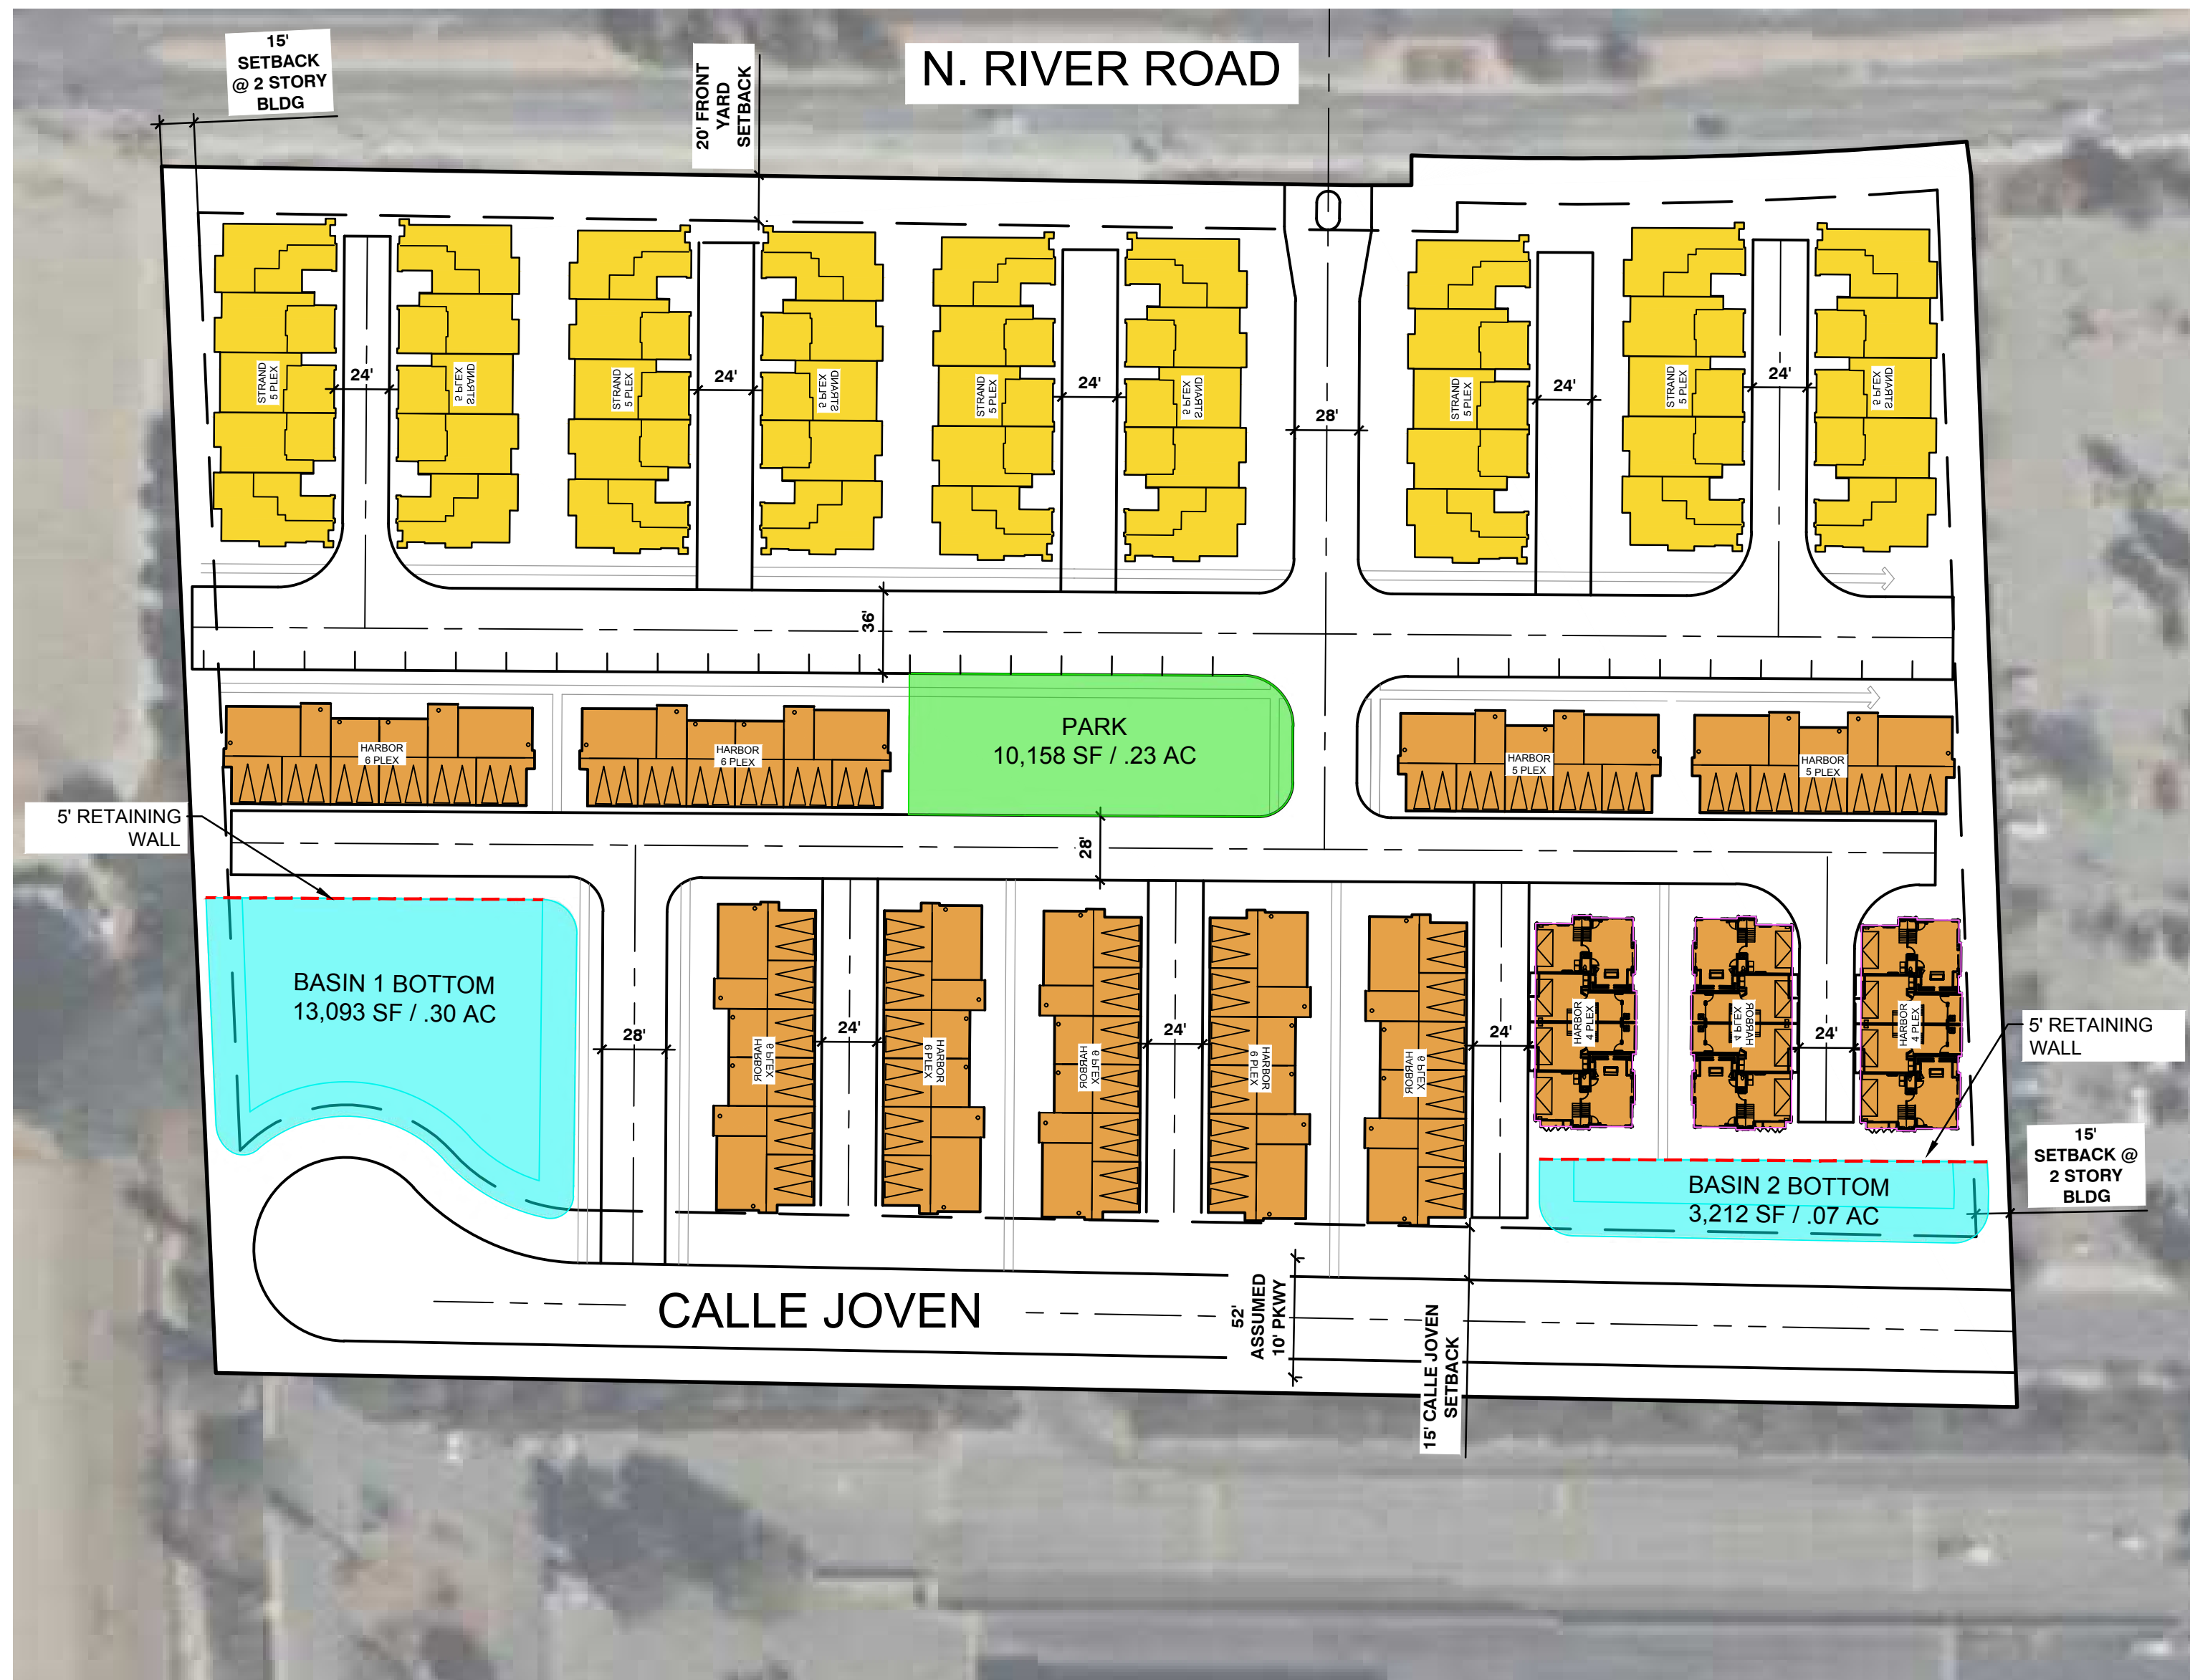 15'
SETBACK
@ 2 STORY
BLDG
20' FRONT
YARD
SETBACK
N. RIVER ROAD
STRAND
5 PLEX
24'
STRAND
5 PLEX
STRAND
5 PLEX
24'
STRAND
5 PLEX
STRAND
5 PLEX
24'
STRAND
5 PLEX
28'
STRAND
5 PLEX
24'
STRAND
5 PLEX
24'
STRAND
5 PLEX
36'
HARBOR
6 PLEX
HARBOR
6 PLEX
PARK
10,158 SF / .23 AC
HARBOR
5 PLEX
HARBOR
5 PLEX
5' RETAINING
WALL
28'
BASIN 1 BOTTOM
13,093 SF / .30 AC
28'
HARBOR
6 PLEX
24'
HARBOR
6 PLEX
HARBOR
6 PLEX
24'
HARBOR
6 PLEX
HARBOR
6 PLEX
24'
HARBOR
4 PLEX
HARBOR
4 PLEX
24'
HARBOR
4 PLEX
5' RETAINING
WALL
15'
SETBACK @
2 STORY
BLDG
BASIN 2 BOTTOM
3,212 SF / .07 AC
CALLE JOVEN
52'
ASSUMED
10' PKWY
15' CALLE JOVEN
SETBACK